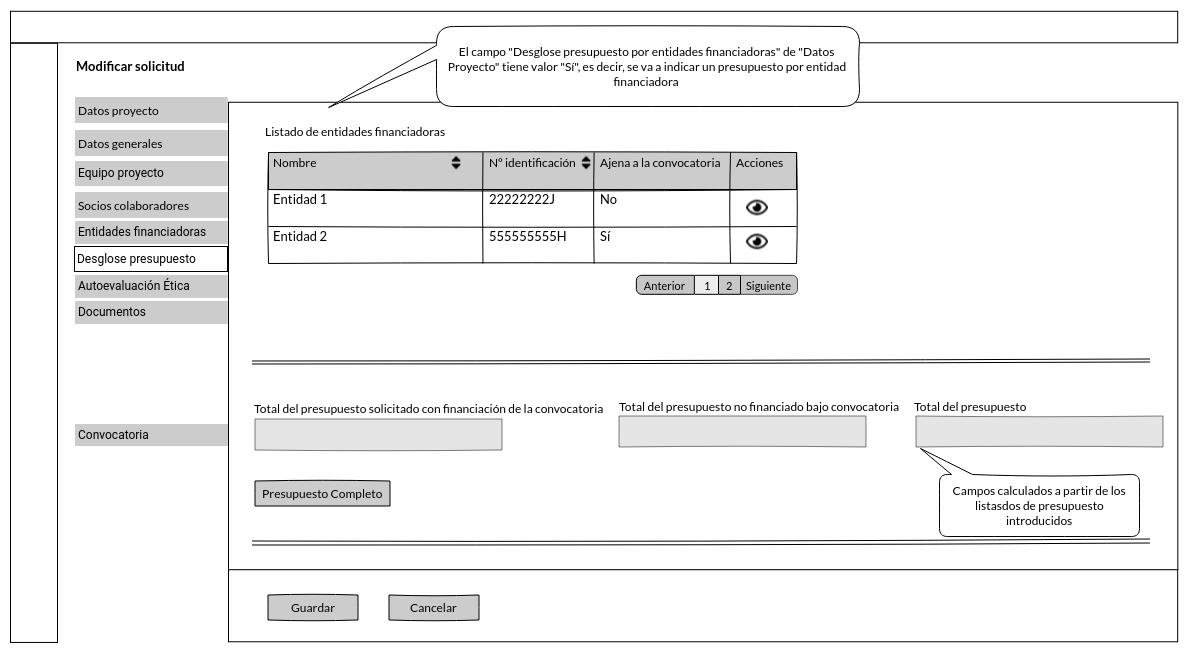 El campo "Desglose presupuesto por entidades financiadoras" de "Datos
Proyecto" tiene valor "Sí", es decir, se va a indicar un presupuesto por entidad
financiadora
Modificar solicitud
Datos proyecto
Datos generales
Equipo proyecto
Socios colaboradores
Entidades financiadoras
Desglose presupuesto
Autoevaluación Ética
Documentos
Convocatoria
Listado de entidades financiadoras
Nombre Nº identificación Ajena a la convocatoria Acciones
Entidad 1 22222222J No
Entidad 2 555555555H Sí
Anterior 1 2 Siguiente
Total del presupuesto solicitado con financiación de la convocatoria Total del presupuesto no financiado bajo convocatoria Total del presupuesto
Presupuesto Completo
Campos calculados a partir de los
listasdos de presupuesto
introducidos
Guardar Cancelar